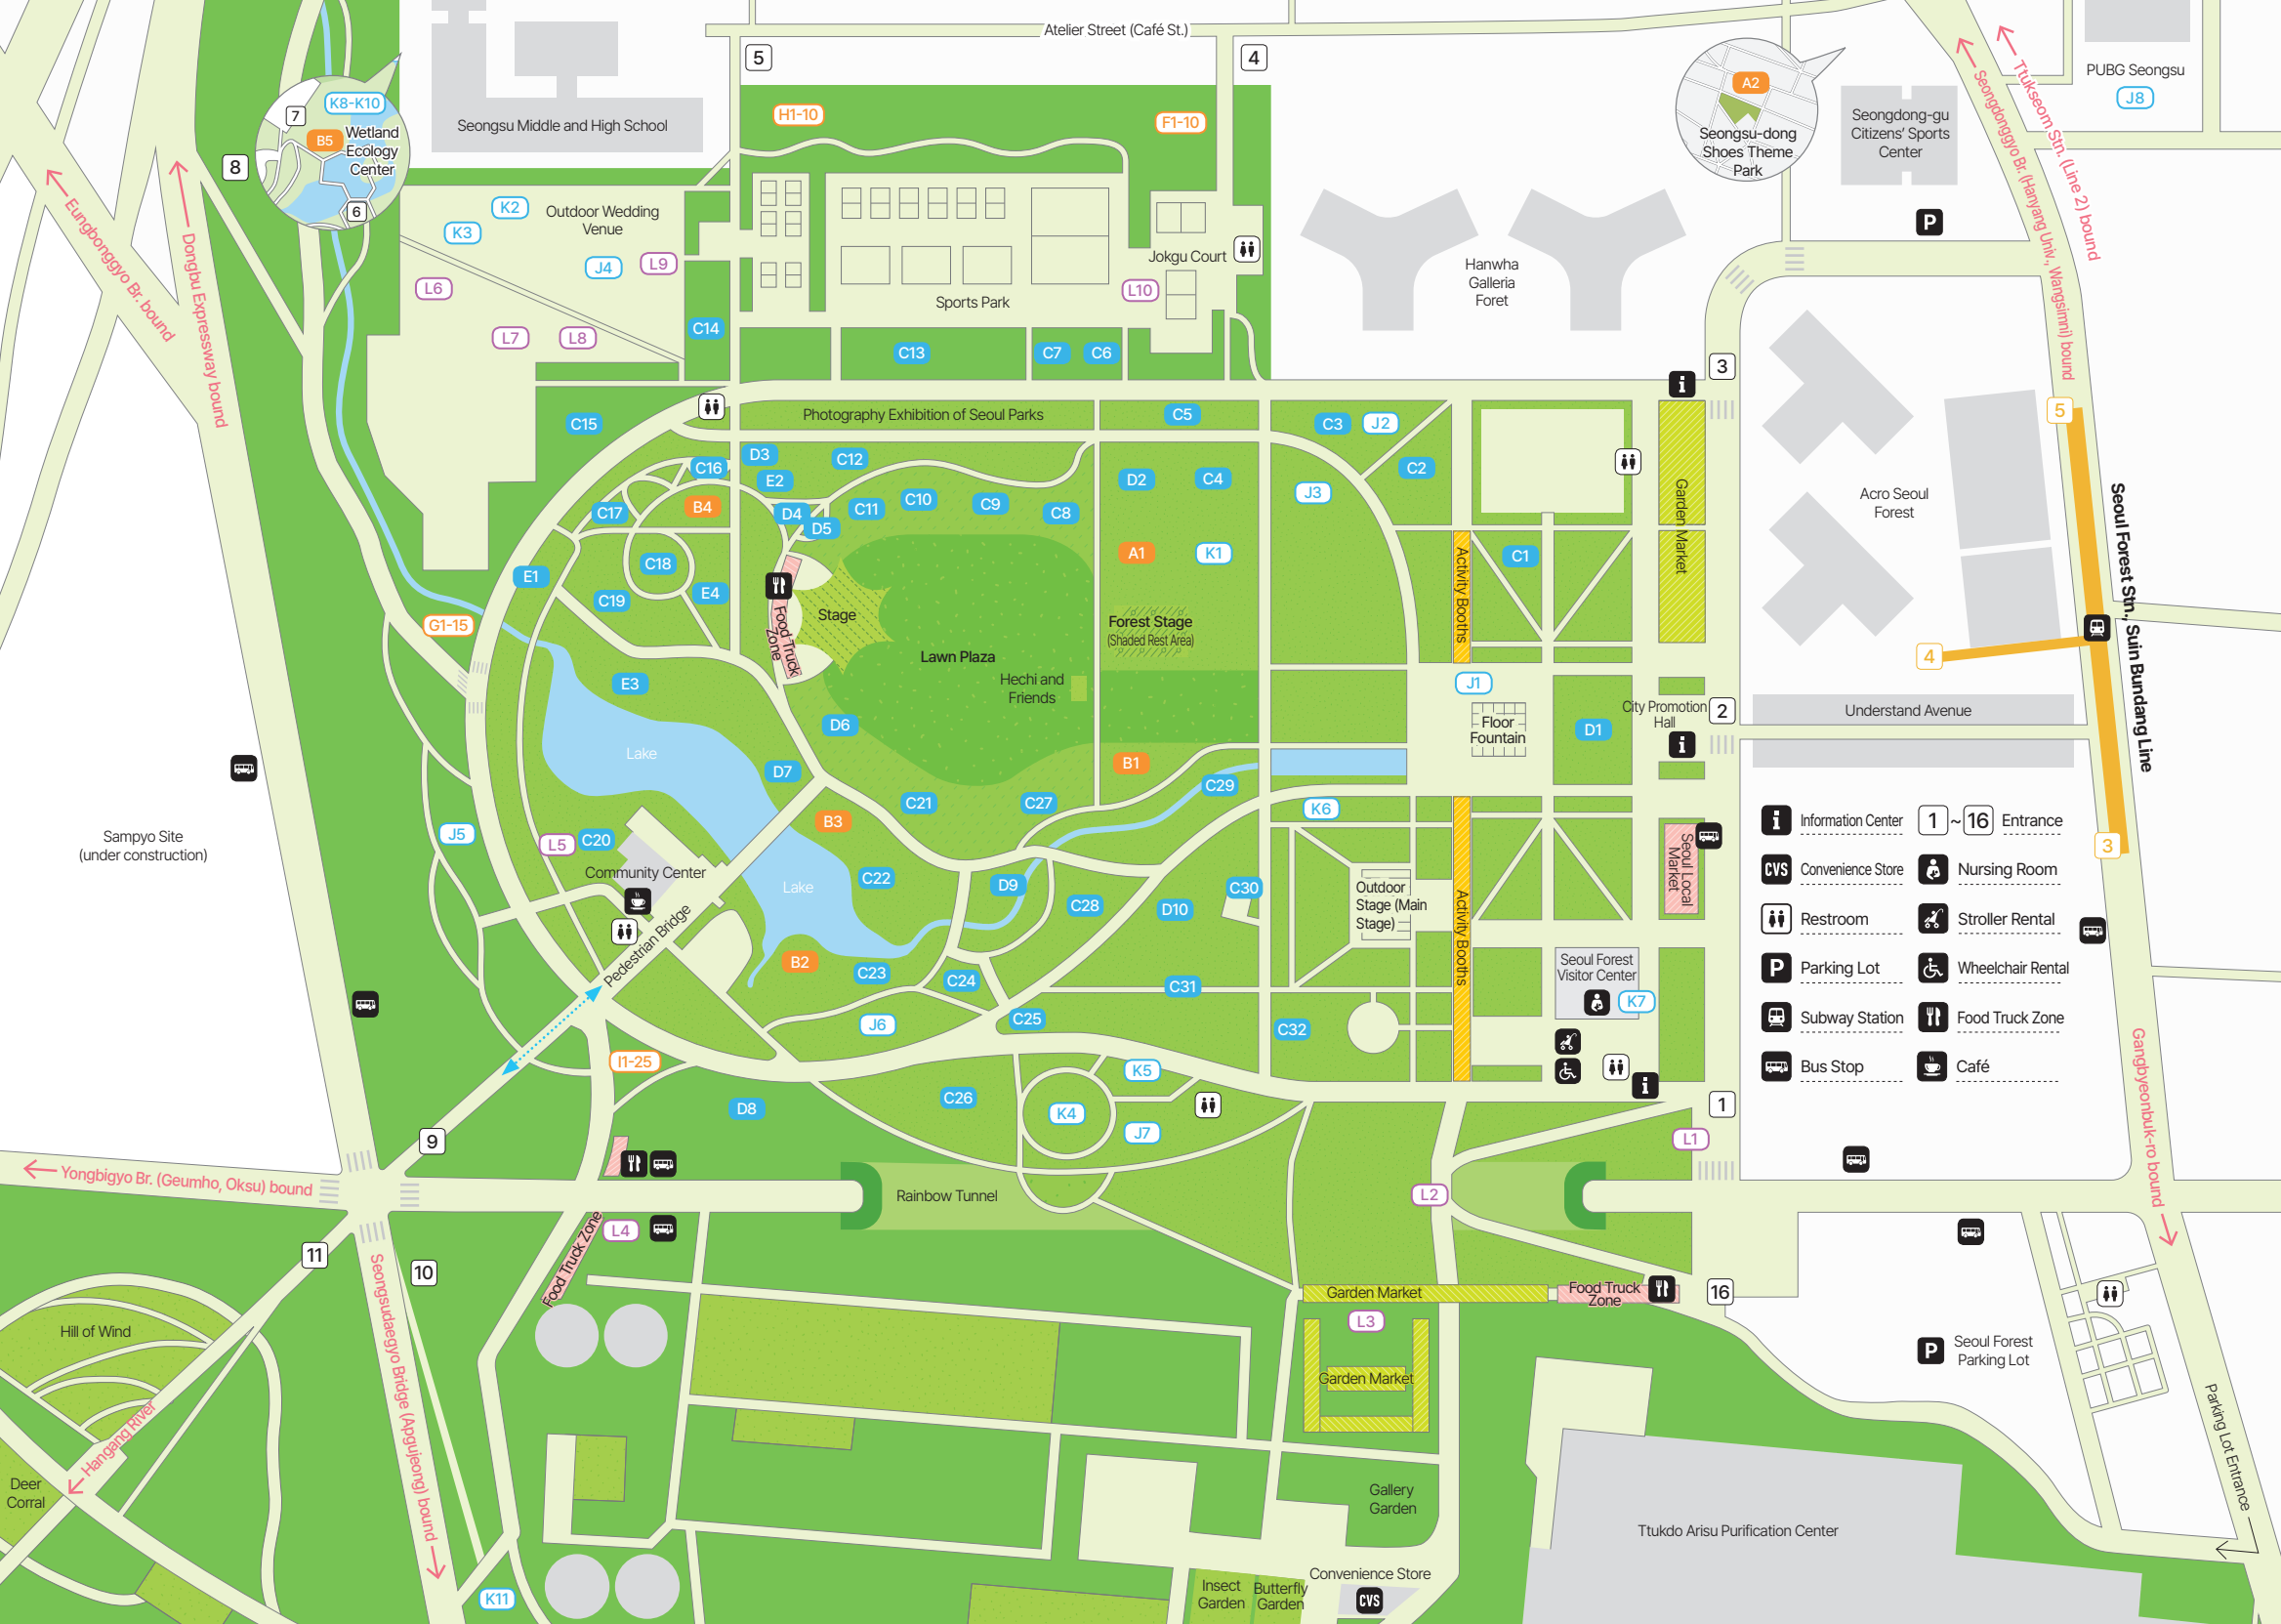 Atelier Street (Café St.)
5
4
Ttukseom Stn. (Line 2) bound
Seongdonggyo Br. (Hanyang Univ., Wangsimni) bound
PUBG Seongsu
J8
K8-K10
7
B5
Wetland
Ecology
Center
6
8
Seongsu Middle and High School
H1-10
F1-10
A2
Seongsu-dong
Shoes Theme
Park
Seongdong-gu
Citizens' Sports
Center
P
Eungbonggyo Br. bound
Dongbu Expressway bound
K2
K3
Outdoor Wedding
Venue
J4
L9
L6
L7
L8
C14
Jokgu Court
Sports Park
L10
Hanwha
Galleria
Foret
C13
C7
C6
3
C15
Photography Exhibition of Seoul Parks
C5
C3
J2
5
C16
D3
E2
C12
D2
C4
C2
J3
C17
B4
D4
D5
C11
C10
C9
C8
Garden Market
Acro Seoul
Forest
Seoul Forest Stn., Suin Bundang Line
E1
C18
C19
E4
A1
K1
Activity Booths
C1
G1-15
Food Truck
Zone
Stage
Lawn Plaza
Forest Stage
(Shaded Rest Area)
Hechi and
Friends
4
E3
J1
City Promotion
Hall
2
Understand Avenue
D6
Floor
Fountain
D1
Lake
D7
B1
C29
Sampyo Site
(under construction)
J5
L5
C20
B3
C21
C27
K6
Seoul Local
Market
3
Information Center
1 ~ 16 Entrance
CVS Convenience Store
Nursing Room
Restroom
Stroller Rental
P Parking Lot
Wheelchair Rental
Subway Station
Food Truck Zone
Bus Stop
Café
Community Center
Lake
C22
D9
C28
D10
C30
Outdoor
Stage (Main
Stage)
Activity Booths
Pedestrian Bridge
B2
C23
C24
C31
Seoul Forest
Visitor Center
K7
J6
C25
C32
I1-25
K5
D8
C26
K4
J7
1
L1
Gangbyeonbuk-ro bound
9
Yongbigyo Br. (Geumho, Oksu) bound
Rainbow Tunnel
L2
L4
Food Truck Zone
11
10
Seongsudaegyo Bridge (Apgujeong) bound
Garden Market
Food Truck
Zone
16
L3
Hill of Wind
Garden Market
P
Seoul Forest
Parking Lot
Hangang River
Parking Lot Entrance
Deer
Corral
Gallery
Garden
Ttukdo Arisu Purification Center
K11
Insect
Garden
Butterfly
Garden
Convenience Store
CVS